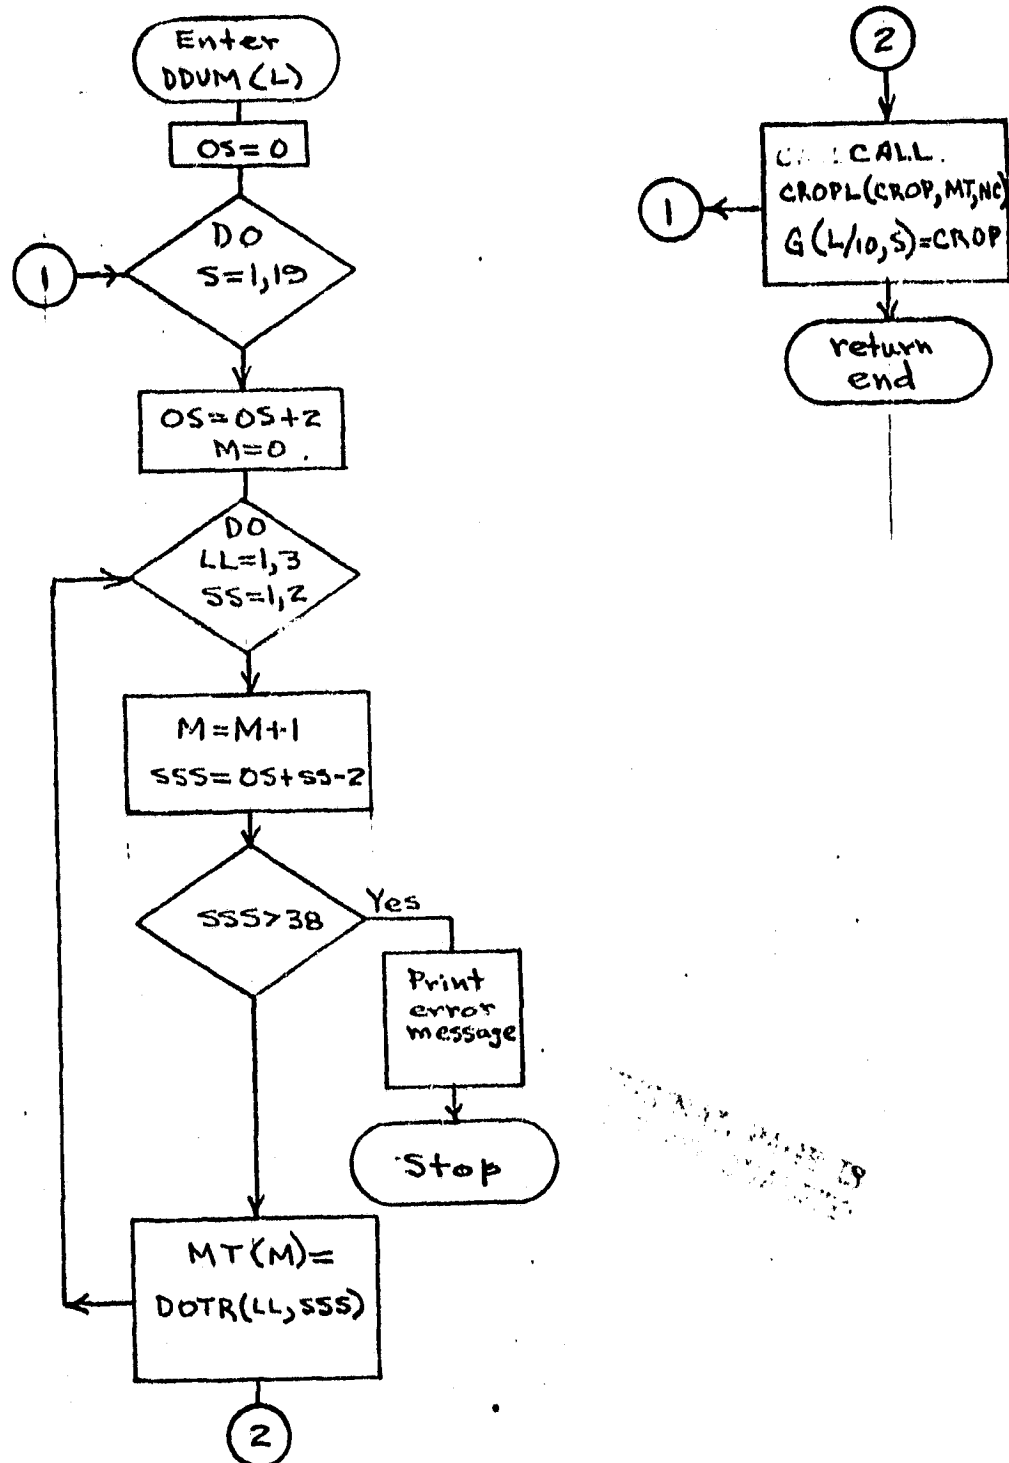 Enter
DDUM (L)
OS=0
DO
S=1,19
1
OS=OS+2
M=0
DO
LL=1,3
SS=1,2
M=M+1
SSS=OS+SS-2
SSS>38
Yes
Print
error
message
Stop
MT(M)=
DOTR(LL,SSS)
2
2
CALL
CROPL(CROP,MT,NC)
G(L/10,S)=CROP
1
return
end